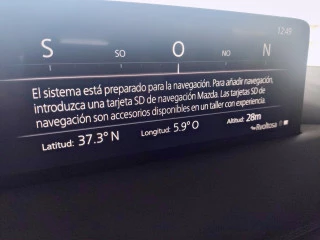 12:49
S SO O NO N
El sistema está preparado para la navegación. Para añadir navegación,
introduzca una tarjeta SD de navegación Mazda. Las tarjetas SD de
navegación son accesorios disponibles en un taller con experiencia.
Latitud: 37.3° N Longitud: 5.9° O Altitud: 28m